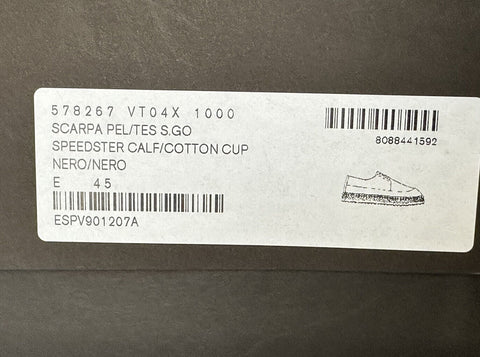 578267 VT04X 1000
SCARPA PEL/TES S.GO
SPEEDSTER CALF/COTTON CUP
NERO/NERO
E 45
ESPV901207A
8088441592